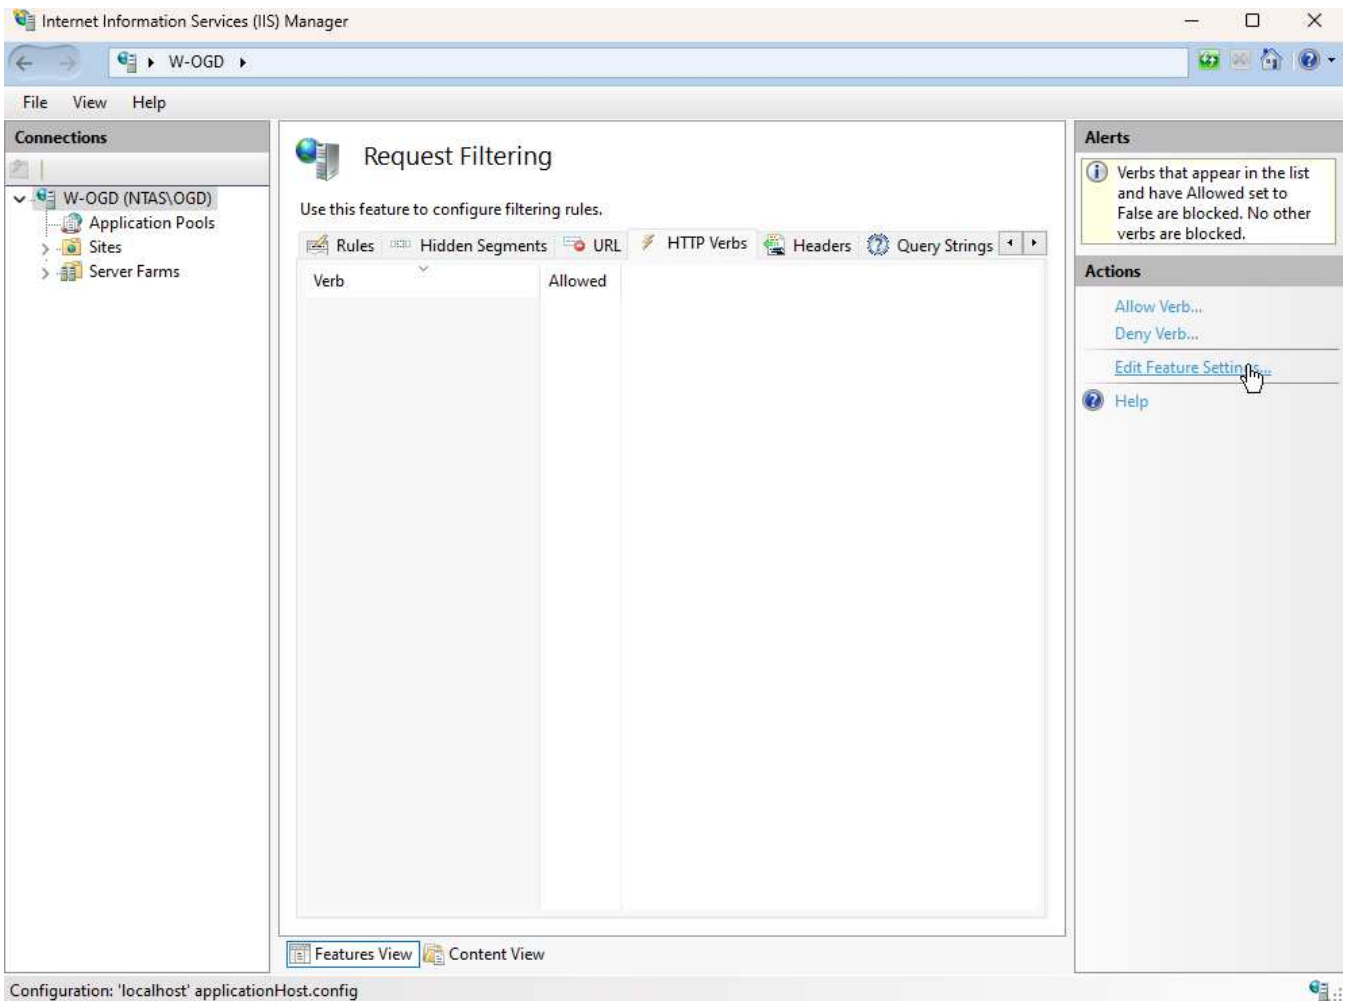 Internet Information Services (IIS) Manager
W-OGD
File View Help
Connections
W-OGD (NTAS\OGD)
Application Pools
Sites
Server Farms
Request Filtering
Use this feature to configure filtering rules.
Rules Hidden Segments URL HTTP Verbs Headers Query Strings
Verb Allowed
Features View Content View
Alerts
Verbs that appear in the list
and have Allowed set to
False are blocked. No other
verbs are blocked.
Actions
Allow Verb...
Deny Verb...
Edit Feature Settings...
Help
Configuration: 'localhost' applicationHost.config